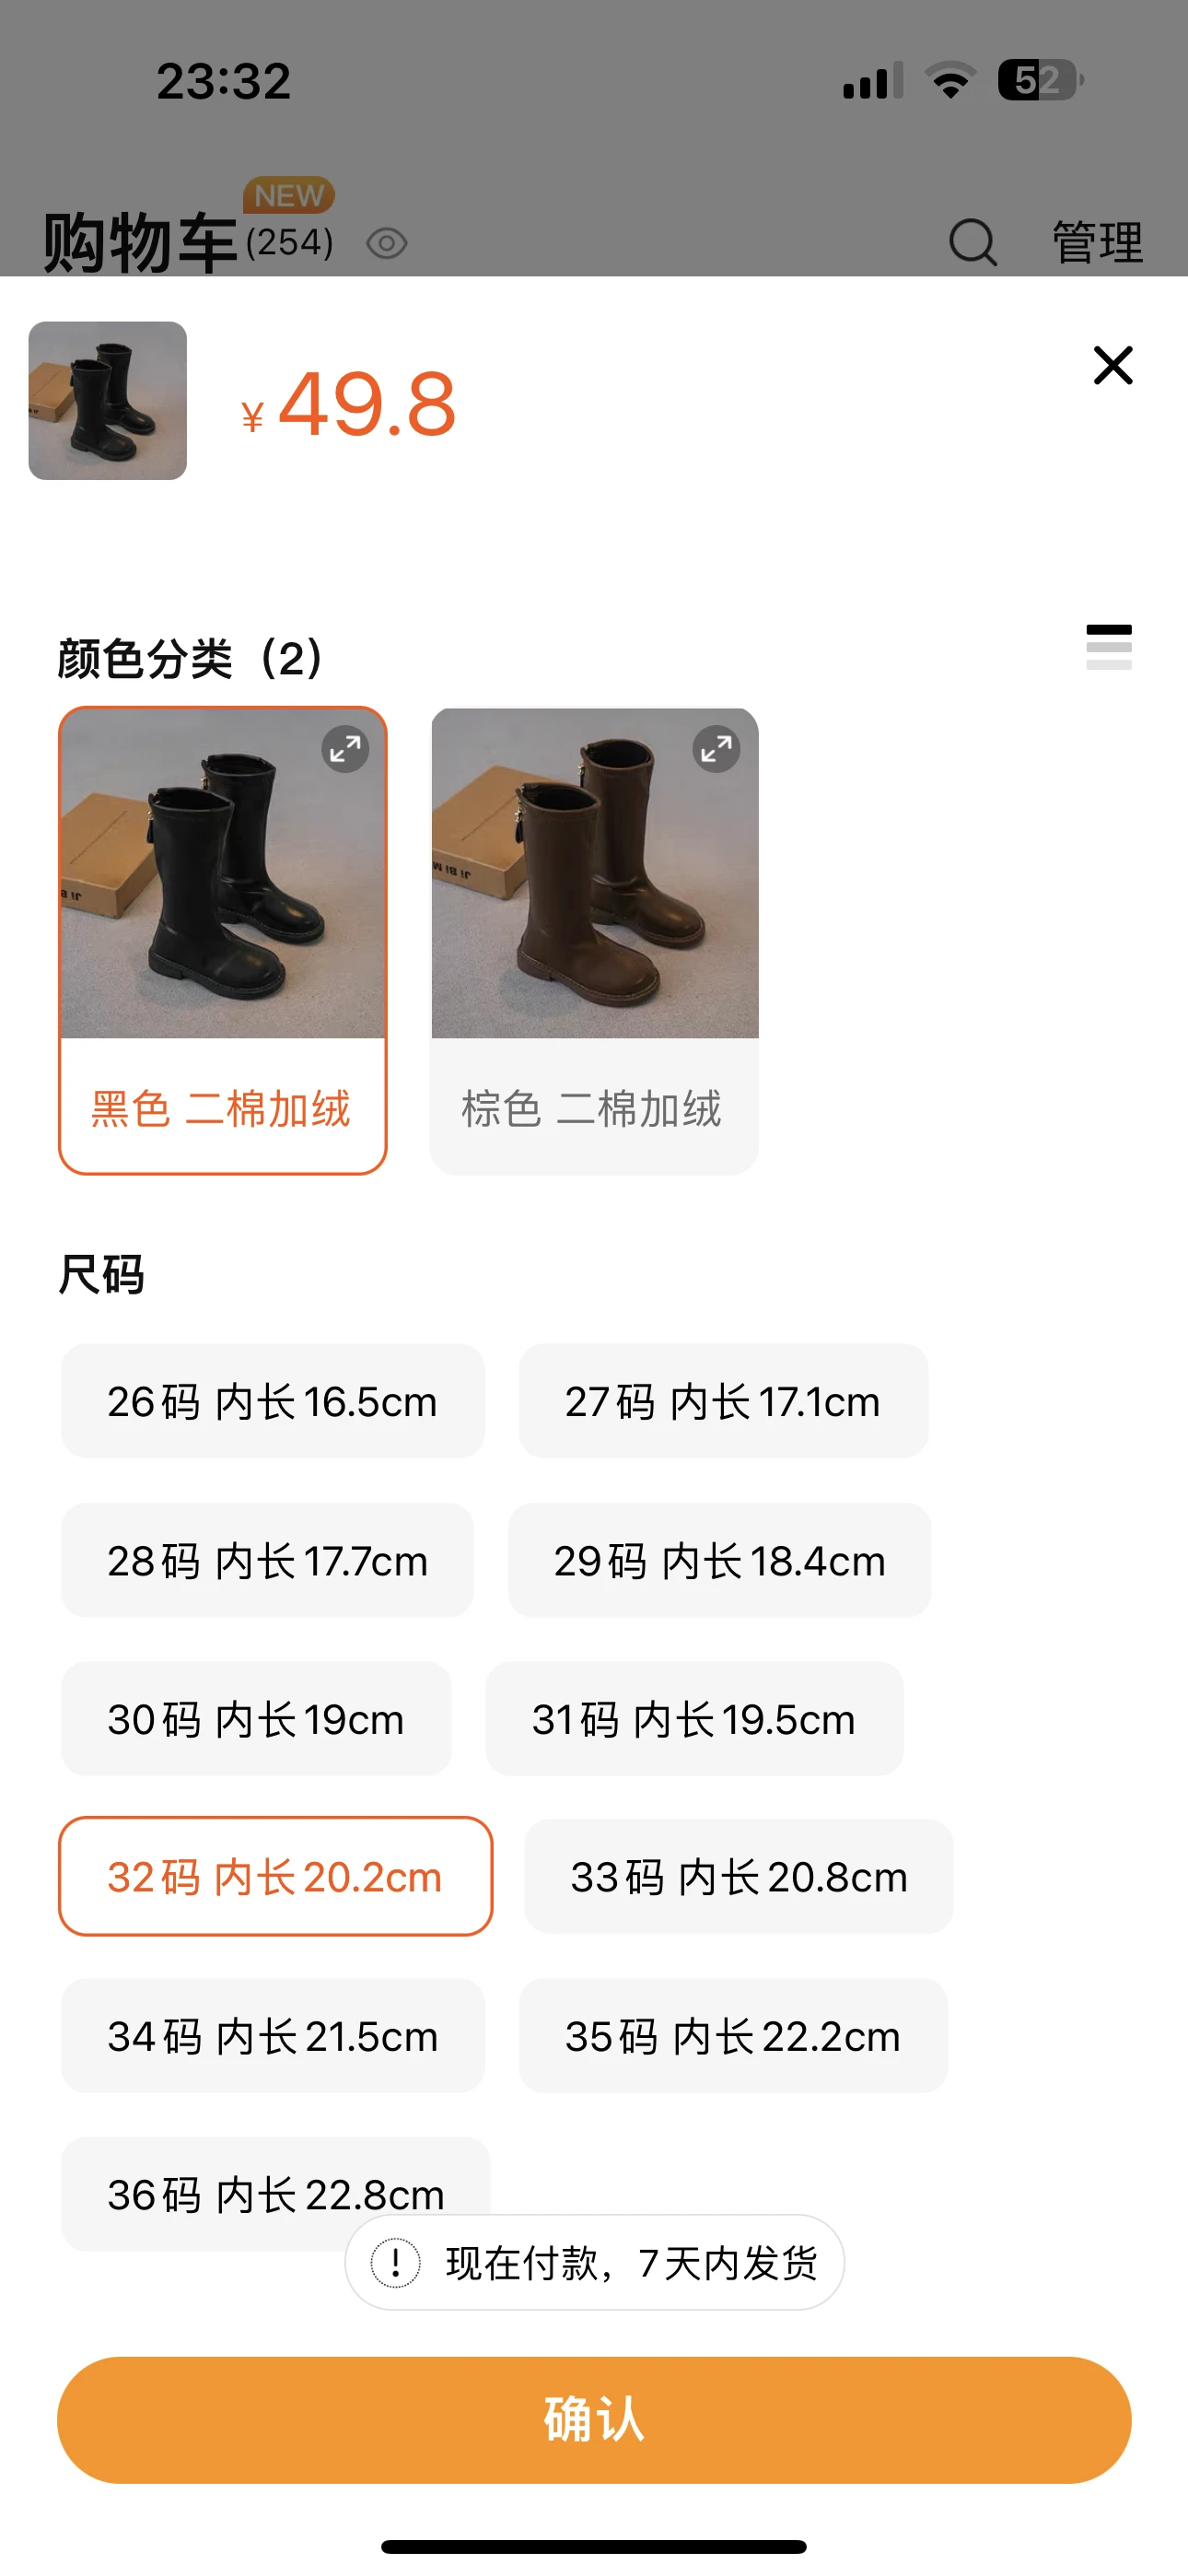 23:32
52
NEW
购物车(254)
管理
¥49.8
颜色分类（2）
JI BI
JI BI M
黑色 二棉加绒
棕色 二棉加绒
尺码
26码 内长16.5cm
27码 内长17.1cm
28码 内长17.7cm
29码 内长18.4cm
30码 内长19cm
31码 内长19.5cm
32码 内长20.2cm
33码 内长20.8cm
34码 内长21.5cm
35码 内长22.2cm
36码 内长22.8cm
现在付款，7天内发货
确认